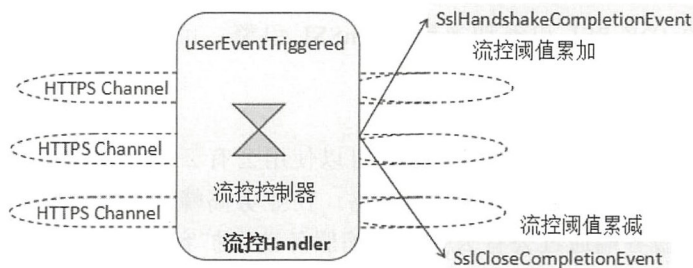 SslHandshakeCompletionEvent
userEventTriggered
流控阈值累加
HTTPS Channel
HTTPS Channel
流控控制器
HTTPS Channel
流控阈值累减
流控Handler
SslCloseCompletionEvent